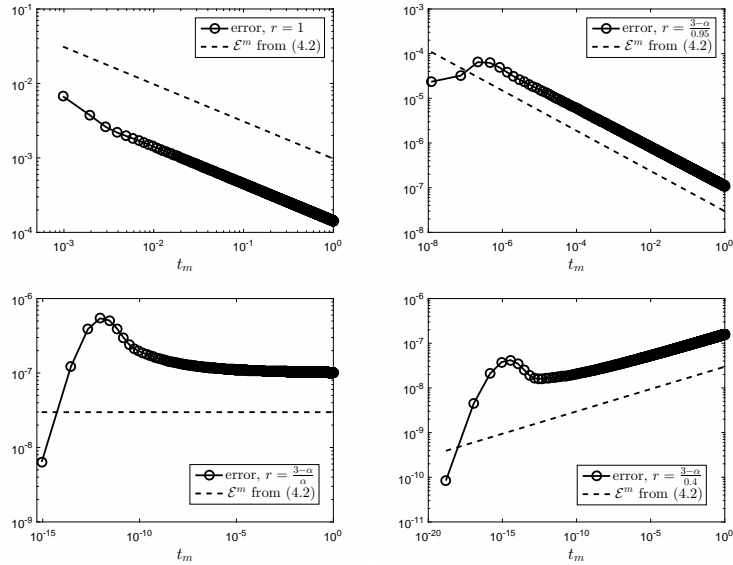 10^{-1}
10^{-2}
10^{-3}
10^{-4}
10^{-3} 10^{-2} 10^{-1} 10^{0}
t_m
error, r = 1
ℰ^m from (4.2)
10^{-2}
10^{-3}
10^{-4}
10^{-5}
10^{-6}
10^{-7}
10^{-8}
10^{-8} 10^{-6} 10^{-4} 10^{-2} 10^{0}
t_m
error, r = \frac{3-α}{0.95}
ℰ^m from (4.2)
10^{-6}
10^{-7}
10^{-8}
10^{-9}
10^{-15} 10^{-10} 10^{-5} 10^{0}
t_m
error, r = \frac{3-α}{α}
ℰ^m from (4.2)
10^{-6}
10^{-7}
10^{-8}
10^{-9}
10^{-10}
10^{-11}
10^{-20} 10^{-15} 10^{-10} 10^{-5} 10^{0}
t_m
error, r = \frac{3-α}{0.4}
ℰ^m from (4.2)